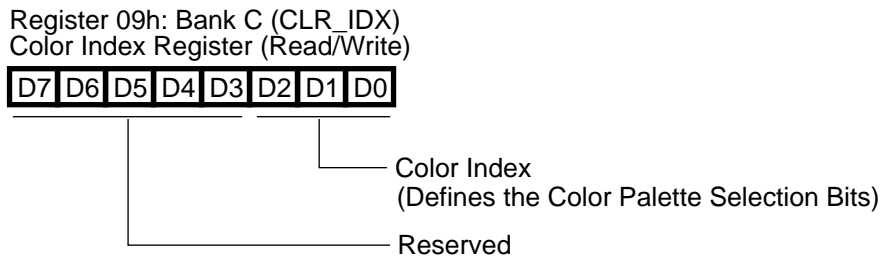 Register 09h: Bank C (CLR_IDX)
Color Index Register (Read/Write)
D7 D6 D5 D4 D3 D2 D1 D0
Color Index
(Defines the Color Palette Selection Bits)
Reserved